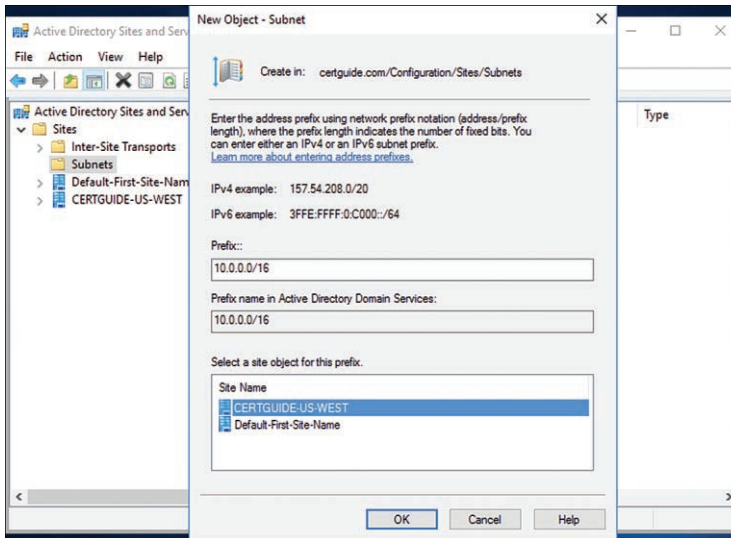 Active Directory Sites and Serv
File Action View Help
Active Directory Sites and Serv
Sites
Inter-Site Transports
Subnets
Default-First-Site-Nam
CERTGUIDE-US-WEST
New Object - Subnet
Create in: certguide.com/Configuration/Sites/Subnets
Enter the address prefix using network prefix notation (address/prefix
length), where the prefix length indicates the number of fixed bits. You
can enter either an IPv4 or an IPv6 subnet prefix.
Learn more about entering address prefixes.
IPv4 example: 157.54.208.0/20
IPv6 example: 3FFE:FFFF:0:C000::/64
Prefix::
10.0.0.0/16
Prefix name in Active Directory Domain Services:
10.0.0.0/16
Select a site object for this prefix.
Site Name
CERTGUIDE-US-WEST
Default-First-Site-Name
OK Cancel Help
Type